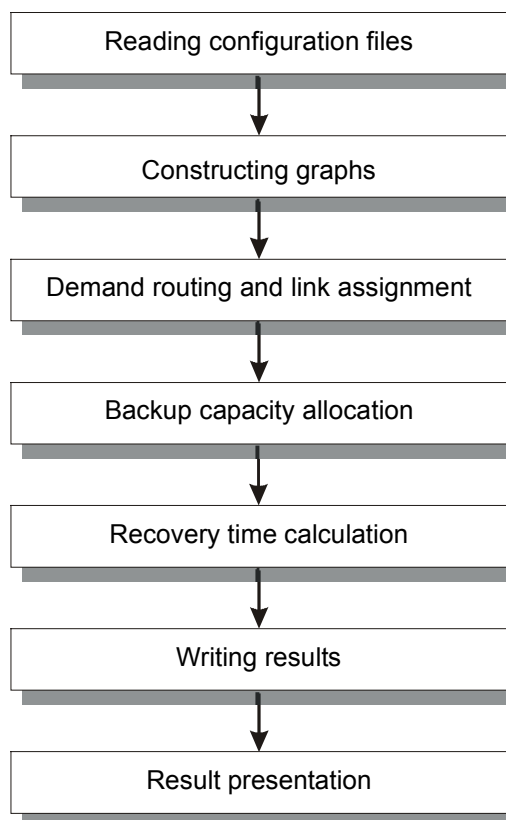 Reading configuration files
Constructing graphs
Demand routing and link assignment
Backup capacity allocation
Recovery time calculation
Writing results
Result presentation